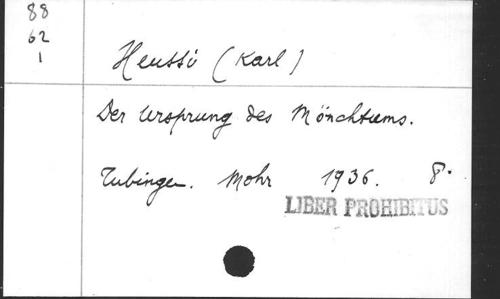 88
62
1
Heussi (Karl)
Der Ursprung des Mönchtums.
Tubingen. Mohr 1936. 8°
LIBER PROHIBITUS